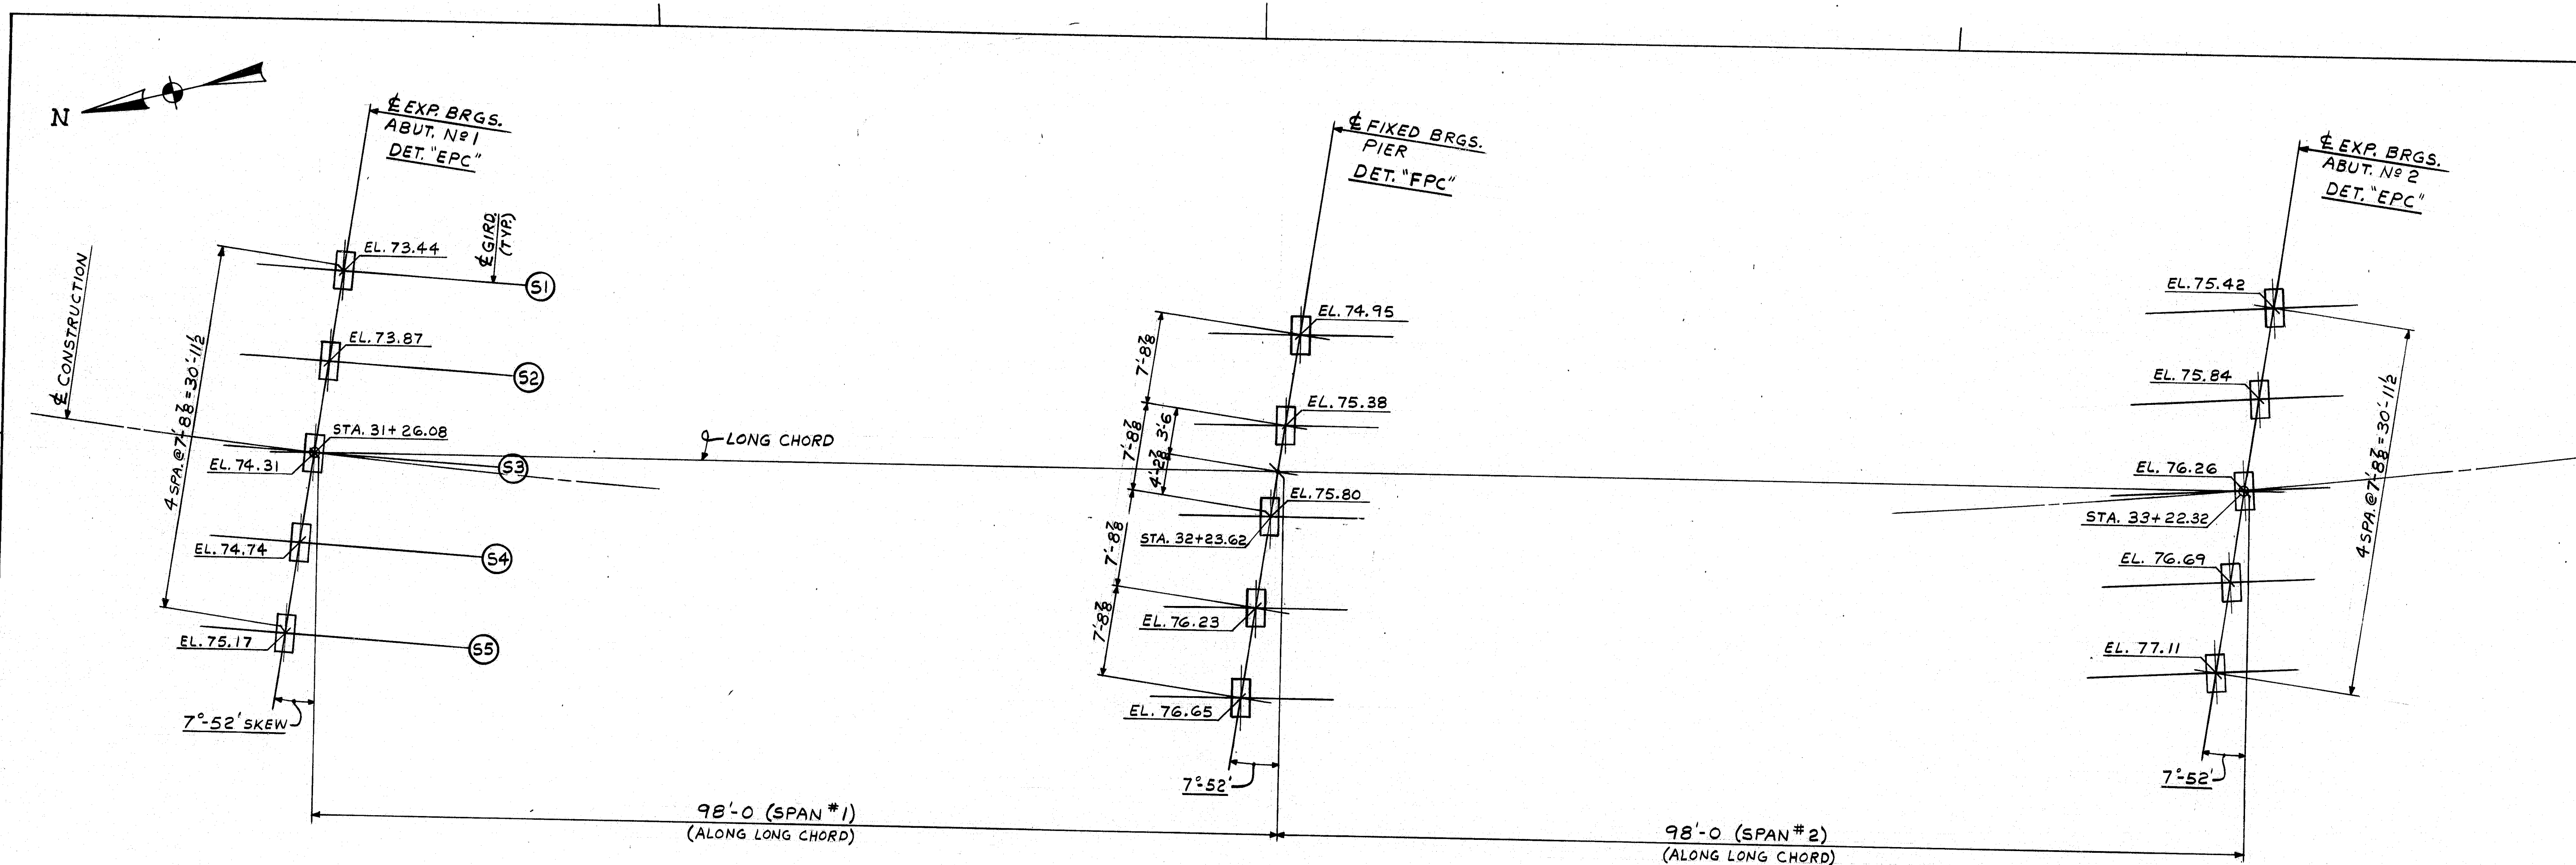 N
℄ EXP. BRGS.
ABUT. Nº 1
DET. "EPC"
℄ CONSTRUCTION
℄ GIRD.
(TYP.)
4 SPA. @ 7'-8⅞ = 30'-11½
EL. 73.44
S1
EL. 73.87
S2
STA. 31+26.08
EL. 74.31
S3
EL. 74.74
S4
EL. 75.17
S5
7°-52' SKEW
LONG CHORD
℄ FIXED BRGS.
PIER
DET. "FPC"
7'-8⅞
7'-8⅞
3'-6
4'-2⅞
7'-8⅞
7'-8⅞
EL. 74.95
EL. 75.38
EL. 75.80
STA. 32+23.62
EL. 76.23
EL. 76.65
7°-52'
℄ EXP. BRGS.
ABUT. Nº 2
DET. "EPC"
EL. 75.42
EL. 75.84
EL. 76.26
STA. 33+22.32
EL. 76.69
EL. 77.11
4 SPA. @ 7'-8⅞ = 30'-11½
7°-52'
98'-0 (SPAN #1)
(ALONG LONG CHORD)
98'-0 (SPAN #2)
(ALONG LONG CHORD)